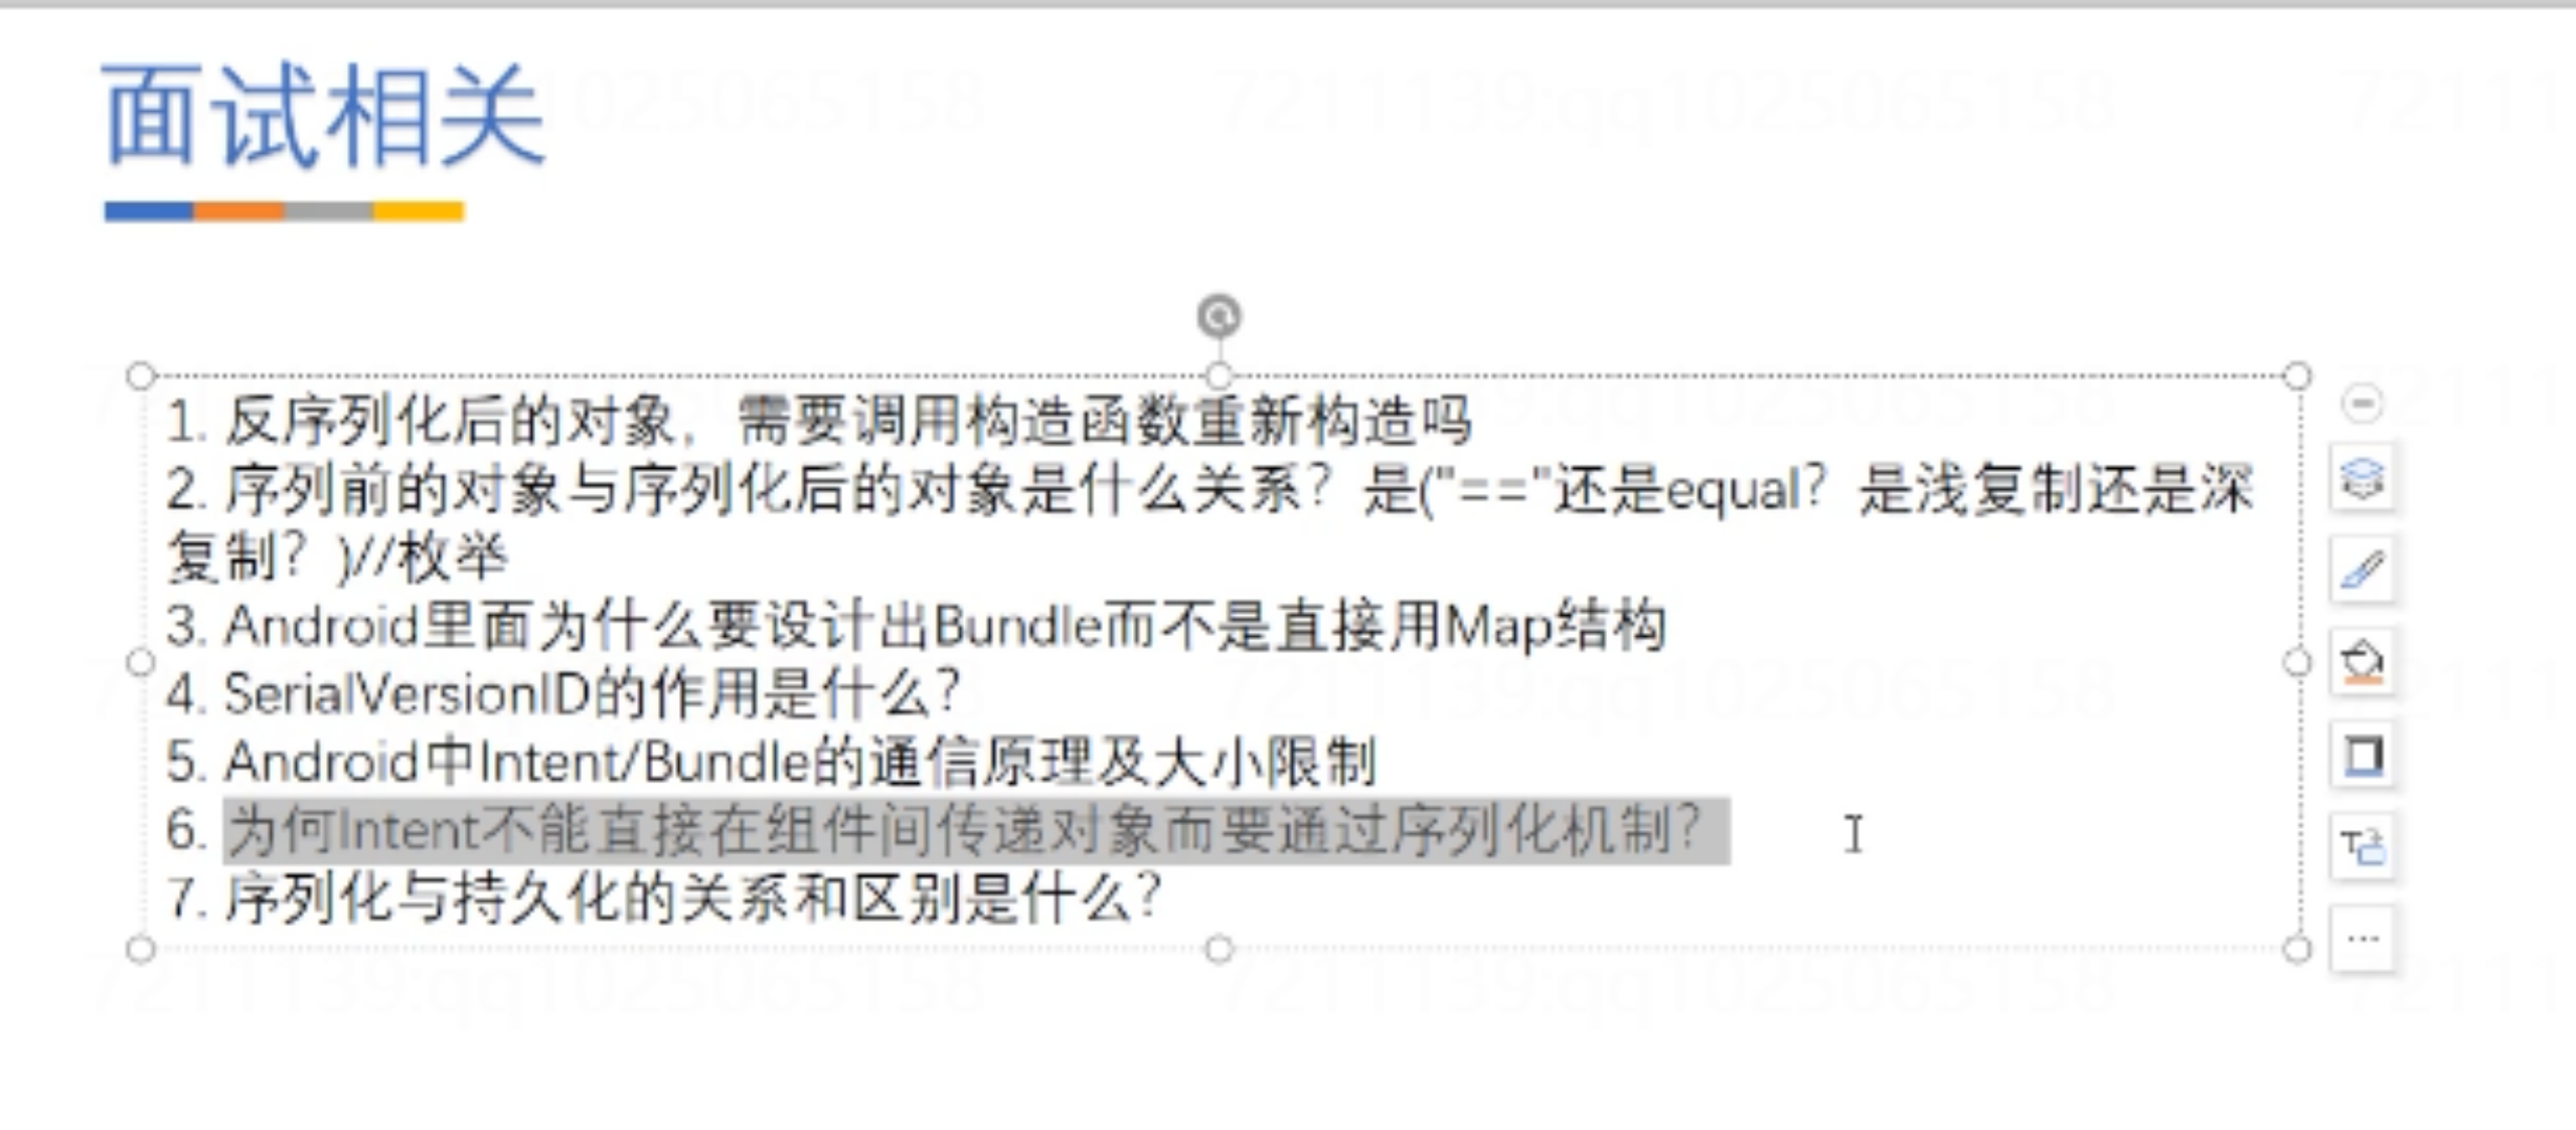 面试相关
1025065158
7211139:qq1025065158
7211
1. 反序列化后的对象，需要调用构造函数重新构造吗
2. 序列前的对象与序列化后的对象是什么关系？是("=="还是equal？是浅复制还是深
复制？)//枚举
3. Android里面为什么要设计出Bundle而不是直接用Map结构
4. SerialVersionID的作用是什么？
5. Android中Intent/Bundle的通信原理及大小限制
6. 为何Intent不能直接在组件间传递对象而要通过序列化机制？
7. 序列化与持久化的关系和区别是什么？
7211139:qq1025065158
7211139:qq1025065158